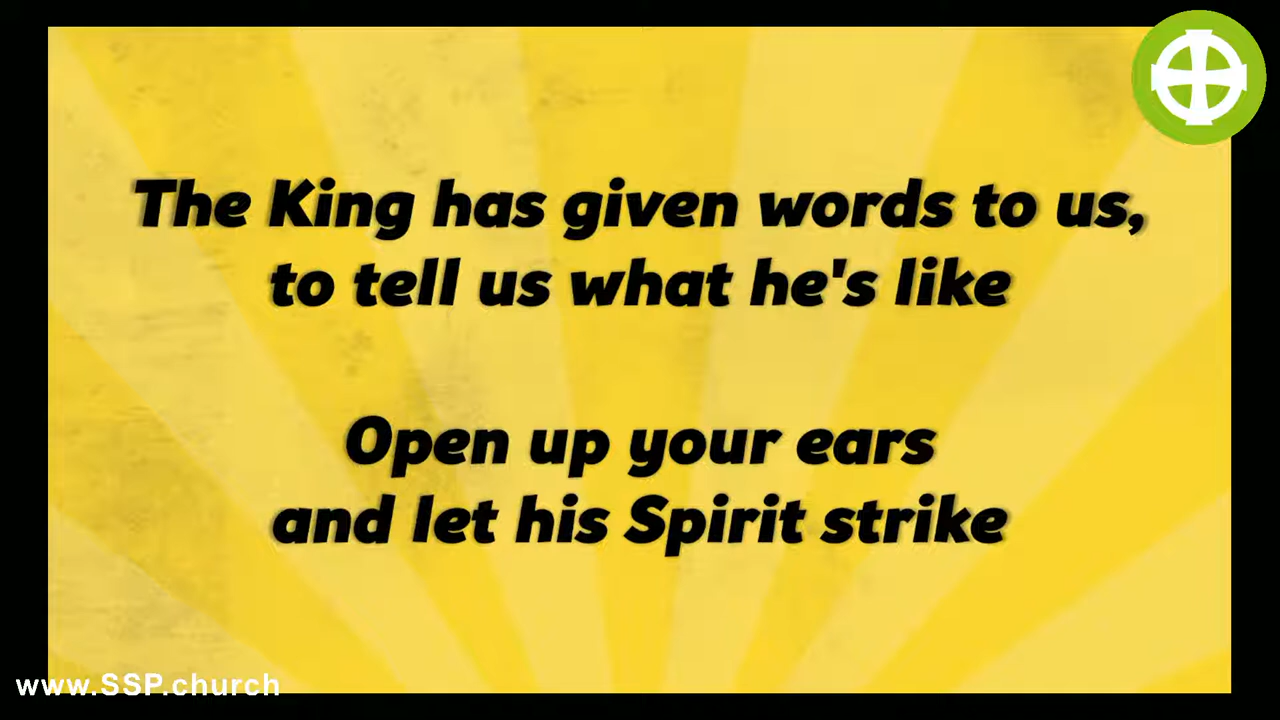 The King has given words to us,
to tell us what he's like
Open up your ears
and let his Spirit strike
www.SSP.church